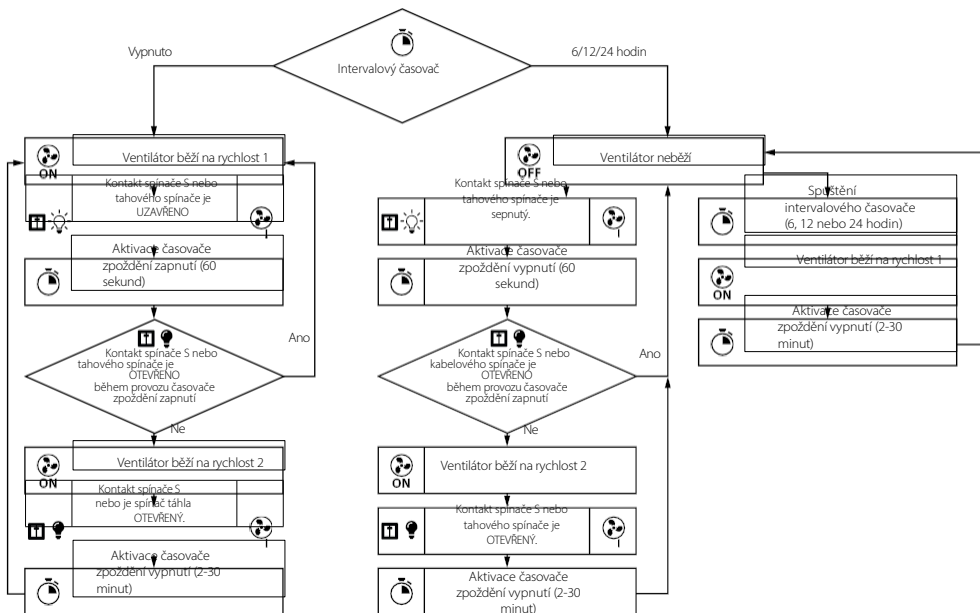 Vypnuto
6/12/24 hodin
Intervalový časovač
ON
Ventilátor běží na rychlost 1
Kontakt spínače S nebo
tahového spínače je
UZAVŘENO
Aktivace časovače
zpoždění zapnutí (60
sekund)
Kontakt spínače S nebo
tahového spínače je
OTEVŘENO
během provozu časovače
zpoždění zapnutí
Ano
Ne
Ventilátor běží na rychlost 2
ON
Kontakt spínače S
nebo je spínač táhla
OTEVŘENÝ.
Aktivace časovače
zpoždění vypnutí (2-30
minut)
OFF
Ventilátor neběží
Kontakt spínače S nebo
tahového spínače je
sepnutý.
Aktivace časovače
zpoždění vypnutí (60
sekund)
Kontakt spínače S nebo
kabelového spínače je
OTEVŘENO
během provozu časovače
zpoždění zapnutí
Ano
Ne
Ventilátor běží na rychlost 2
ON
Kontakt spínače S nebo
tahového spínače je
OTEVŘENÝ.
Aktivace časovače
zpoždění vypnutí (2-30
minut)
Spuštění
intervalového časovače
(6, 12 nebo 24 hodin)
Ventilátor běží na rychlost 1
ON
Aktivace časovače
zpoždění vypnutí (2-30
minut)